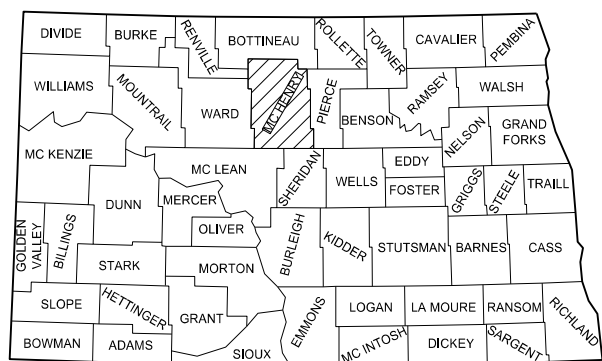 DIVIDE
BURKE
RENVILLE
BOTTINEAU
ROLLETTE
TOWNER
CAVALIER
PEMBINA
WILLIAMS
MOUNTRAIL
WARD
MC HENRY
PIERCE
BENSON
RAMSEY
WALSH
NELSON
GRAND
FORKS
MC KENZIE
MC LEAN
SHERIDAN
WELLS
EDDY
FOSTER
GRIGGS
STEELE
TRAILL
DUNN
MERCER
OLIVER
GOLDEN
VALLEY
BILLINGS
STARK
MORTON
BURLEIGH
KIDDER
STUTSMAN
BARNES
CASS
SLOPE
HETTINGER
GRANT
EMMONS
LOGAN
LA MOURE
RANSOM
RICHLAND
BOWMAN
ADAMS
SIOUX
MC INTOSH
DICKEY
SARGENT